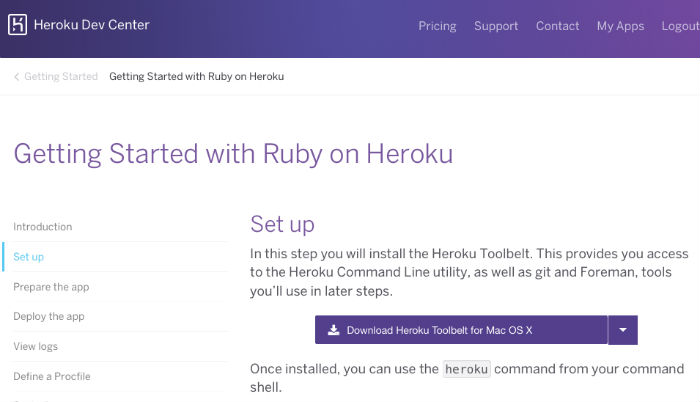 Heroku Dev Center
Pricing Support Contact My Apps Logout
Getting Started Getting Started with Ruby on Heroku
Getting Started with Ruby on Heroku
Introduction
Set up
Prepare the app
Deploy the app
View logs
Define a Procfile
Set up
In this step you will install the Heroku Toolbelt. This provides you access
to the Heroku Command Line utility, as well as git and Foreman, tools
you'll use in later steps.
Download Heroku Toolbelt for Mac OS X
Once installed, you can use the heroku command from your command
shell.